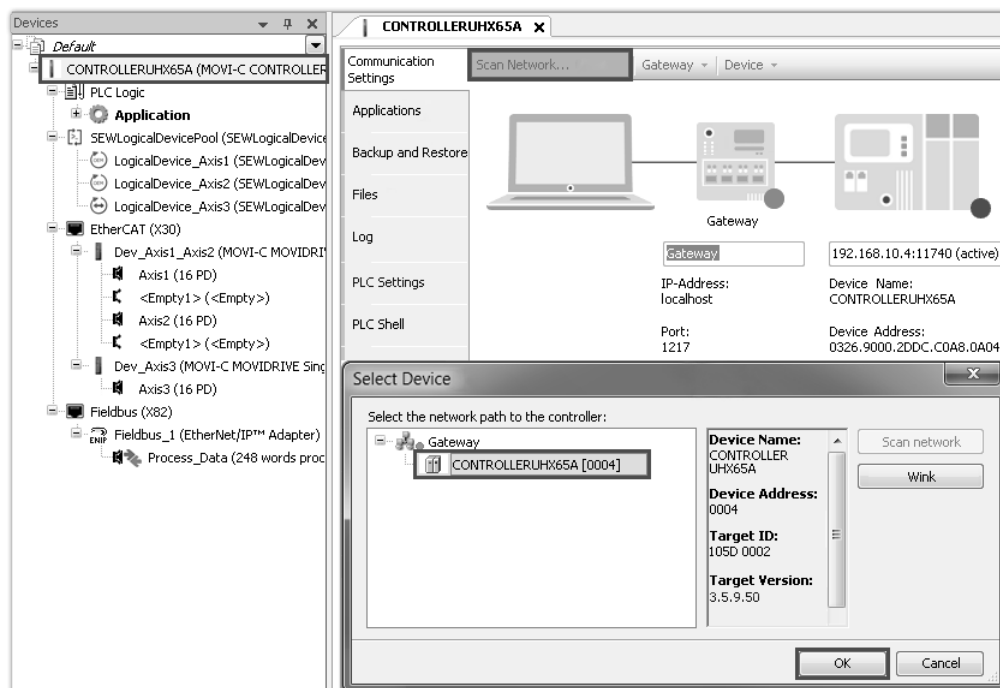 Devices
Default
CONTROLLERUHX65A (MOVI-C CONTROLLER
PLC Logic
Application
SEWLogicalDevicePool (SEWLogicalDevice
LogicalDevice_Axis1 (SEWLogicalDev
LogicalDevice_Axis2 (SEWLogicalDev
LogicalDevice_Axis3 (SEWLogicalDev
EtherCAT (X30)
Dev_Axis1_Axis2 (MOVI-C MOVIDRI
Axis1 (16 PD)
<Empty1> (<Empty>)
Axis2 (16 PD)
<Empty1> (<Empty>)
Dev_Axis3 (MOVI-C MOVIDRIVE Sing
Axis3 (16 PD)
Fieldbus (X82)
ENIP
Fieldbus_1 (EtherNet/IP™ Adapter)
Process_Data (248 words proc
CONTROLLERUHX65A
Communication
Settings
Applications
Backup and Restore
Files
Log
PLC Settings
PLC Shell
Scan Network...
Gateway
Device
Gateway
Gateway
IP-Address:
localhost
Port:
1217
192.168.10.4:11740 (active)
Device Name:
CONTROLLERUHX65A
Device Address:
0326.9000.2DDC.C0A8.0A04
Select Device
Select the network path to the controller:
Gateway
CONTROLLERUHX65A [0004]
Device Name:
CONTROLLER
UHX65A
Device Address:
0004
Target ID:
105D 0002
Target Version:
3.5.9.50
Scan network
Wink
OK
Cancel